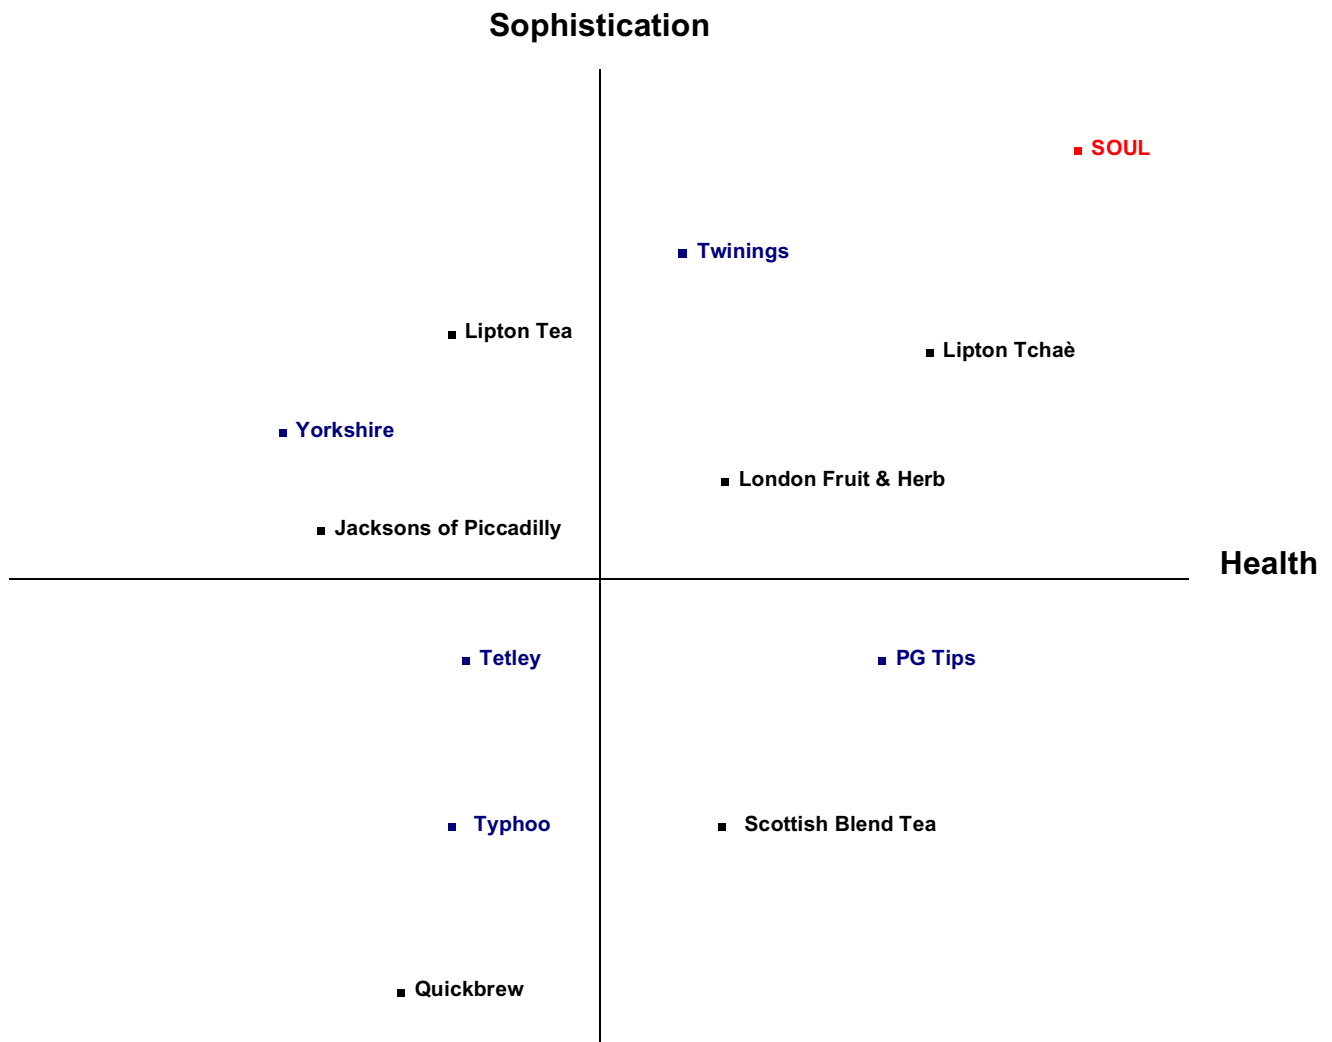 Sophistication
SOUL
Twinings
Lipton Tea
Lipton Tchaè
Yorkshire
London Fruit & Herb
Jacksons of Piccadilly
Health
Tetley
PG Tips
Typhoo
Scottish Blend Tea
Quickbrew